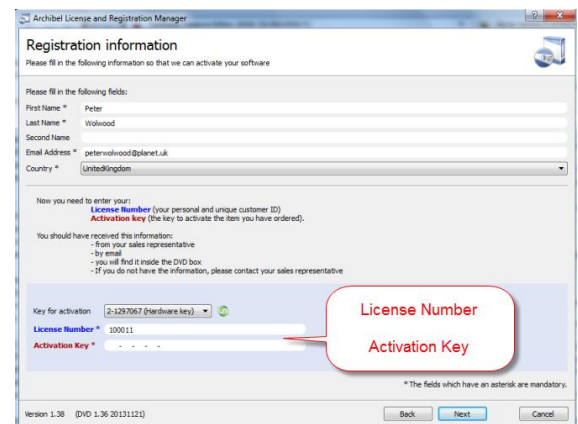 Archibel License and Registration Manager
Registration information
Please fill in the following information so that we can activate your software
Please fill in the following fields:
First Name * Peter
Last Name * Wolwood
Second Name
Email Address * peterwolwood@planet.uk
Country * UnitedKingdom
Now you need to enter your:
License Number (your personal and unique customer ID)
Activation key (the key to activate the item you have ordered).
You should have received this information:
- from your sales representative
- by email
- you will find it inside the DVD box
- If you do not have the information, please contact your sales representative
Key for activation 2-1297067 (Hardware key)
License Number * 100011
Activation Key * - - - -
License Number
Activation Key
* The fields which have an asterisk are mandatory.
Version 1.38 (DVD 1.36 20131121) Back Next Cancel